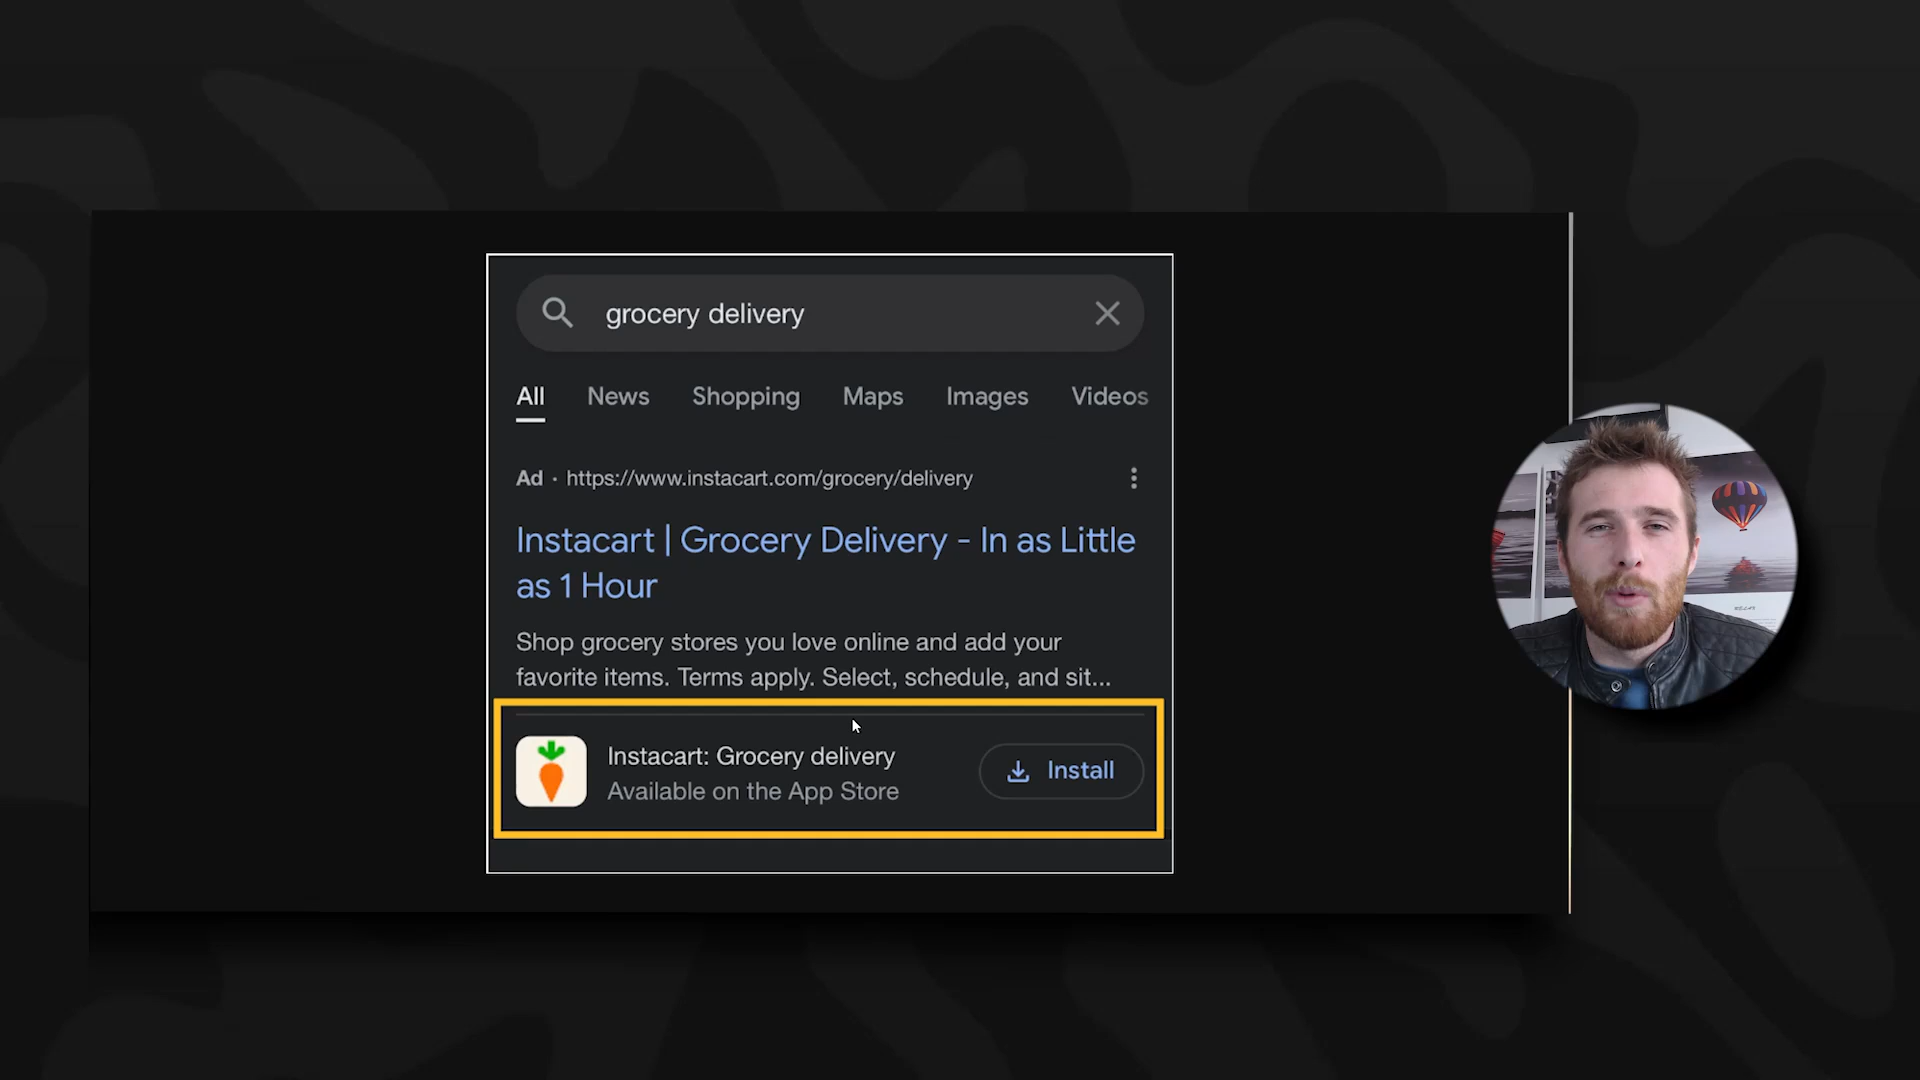 grocery delivery
All News Shopping Maps Images Videos
Ad · https://www.instacart.com/grocery/delivery
Instacart | Grocery Delivery - In as Little
as 1 Hour
Shop grocery stores you love online and add your
favorite items. Terms apply. Select, schedule, and sit...
Instacart: Grocery delivery
Available on the App Store
Install